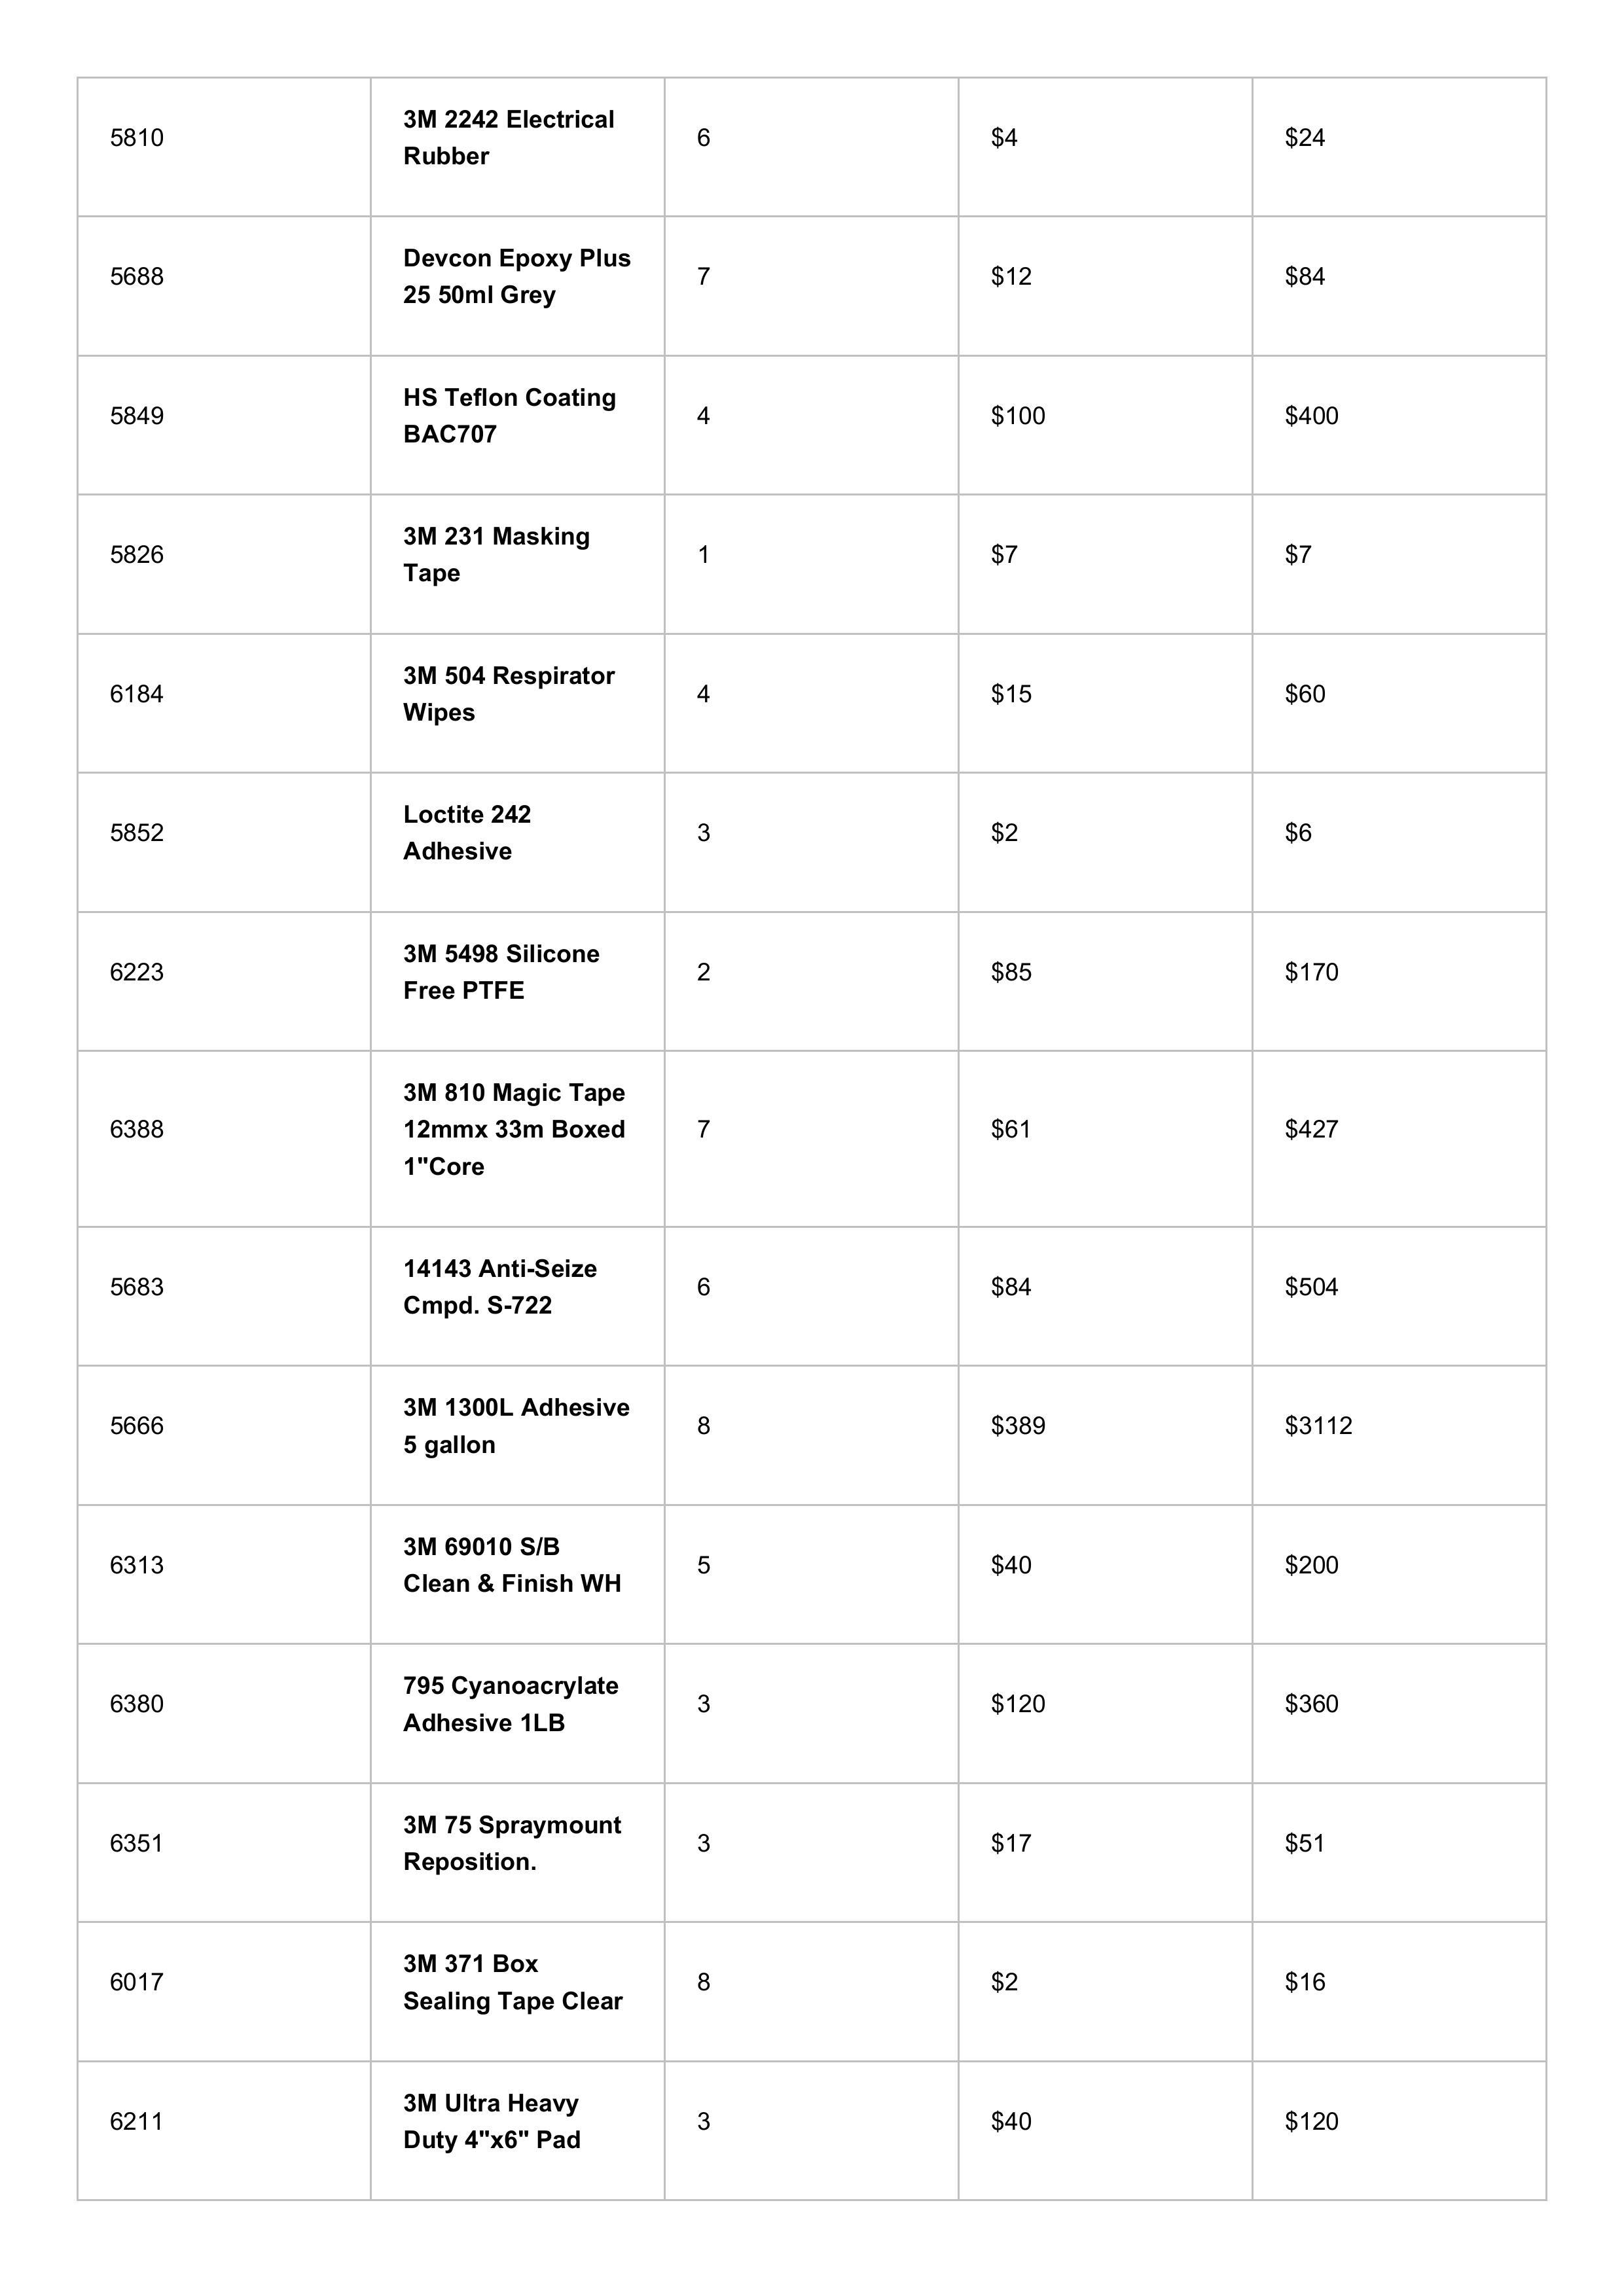 5810
3M 2242 Electrical
Rubber
6
$4
$24
5688
Devcon Epoxy Plus
25 50ml Grey
7
$12
$84
5849
HS Teflon Coating
BAC707
4
$100
$400
5826
3M 231 Masking
Tape
1
$7
$7
6184
3M 504 Respirator
Wipes
4
$15
$60
5852
Loctite 242
Adhesive
3
$2
$6
6223
3M 5498 Silicone
Free PTFE
2
$85
$170
6388
3M 810 Magic Tape
12mmx 33m Boxed
1"Core
7
$61
$427
5683
14143 Anti-Seize
Cmpd. S-722
6
$84
$504
5666
3M 1300L Adhesive
5 gallon
8
$389
$3112
6313
3M 69010 S/B
Clean & Finish WH
5
$40
$200
6380
795 Cyanoacrylate
Adhesive 1LB
3
$120
$360
6351
3M 75 Spraymount
Reposition.
3
$17
$51
6017
3M 371 Box
Sealing Tape Clear
8
$2
$16
6211
3M Ultra Heavy
Duty 4"x6" Pad
3
$40
$120